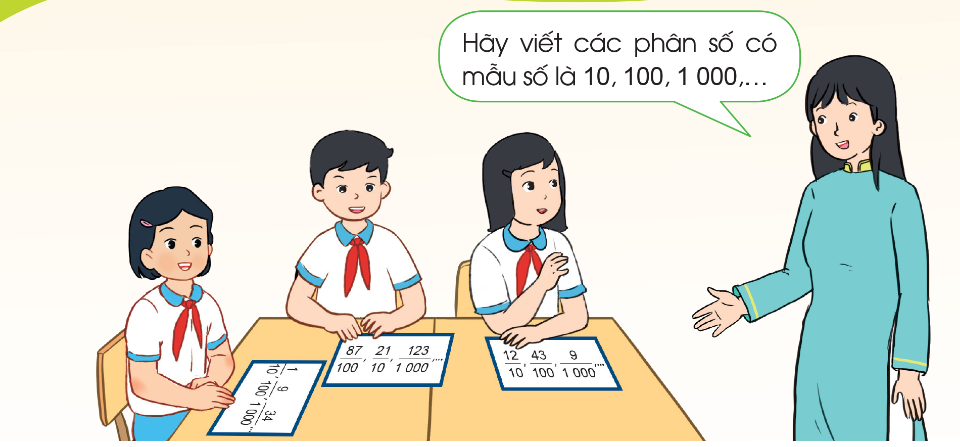 Hãy viết các phân số có
mẫu số là 10, 100, 1 000,...
87/100, 21/10, 123/1 000,...
12/10, 43/100, 9/1 000,...
1/10, 9/100, 34/1 000,...